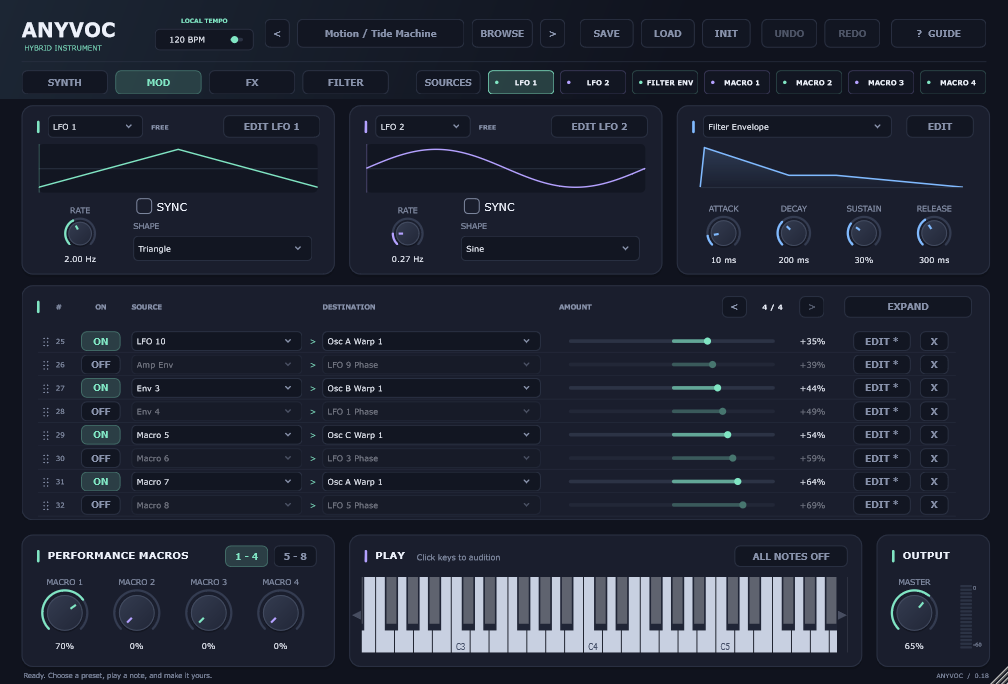 ANYVOC
HYBRID INSTRUMENT
LOCAL TEMPO
120 BPM
< Motion / Tide Machine BROWSE > SAVE LOAD INIT UNDO REDO ? GUIDE
SYNTH MOD FX FILTER SOURCES LFO 1 LFO 2 FILTER ENV MACRO 1 MACRO 2 MACRO 3 MACRO 4
LFO 1 FREE EDIT LFO 1
RATE
SYNC
SHAPE
Triangle
2.00 Hz
LFO 2 FREE EDIT LFO 2
RATE
SYNC
SHAPE
Sine
0.27 Hz
Filter Envelope EDIT
ATTACK DECAY SUSTAIN RELEASE
10 ms 200 ms 30% 300 ms
# ON SOURCE DESTINATION AMOUNT < 4 / 4 > EXPAND
25 ON LFO 10 > Osc A Warp 1 +35% EDIT * X
26 OFF Amp Env > LFO 9 Phase +39% EDIT * X
27 ON Env 3 > Osc B Warp 1 +44% EDIT * X
28 OFF Env 4 > LFO 1 Phase +49% EDIT * X
29 ON Macro 5 > Osc C Warp 1 +54% EDIT * X
30 OFF Macro 6 > LFO 3 Phase +59% EDIT * X
31 ON Macro 7 > Osc A Warp 1 +64% EDIT * X
32 OFF Macro 8 > LFO 5 Phase +69% EDIT * X
PERFORMANCE MACROS 1 - 4 5 - 8
MACRO 1 MACRO 2 MACRO 3 MACRO 4
70% 0% 0% 0%
PLAY Click keys to audition ALL NOTES OFF
C3 C4 C5
OUTPUT
MASTER
0
-60
65%
Ready. Choose a preset, play a note, and make it yours.
ANYVOC / 0.18